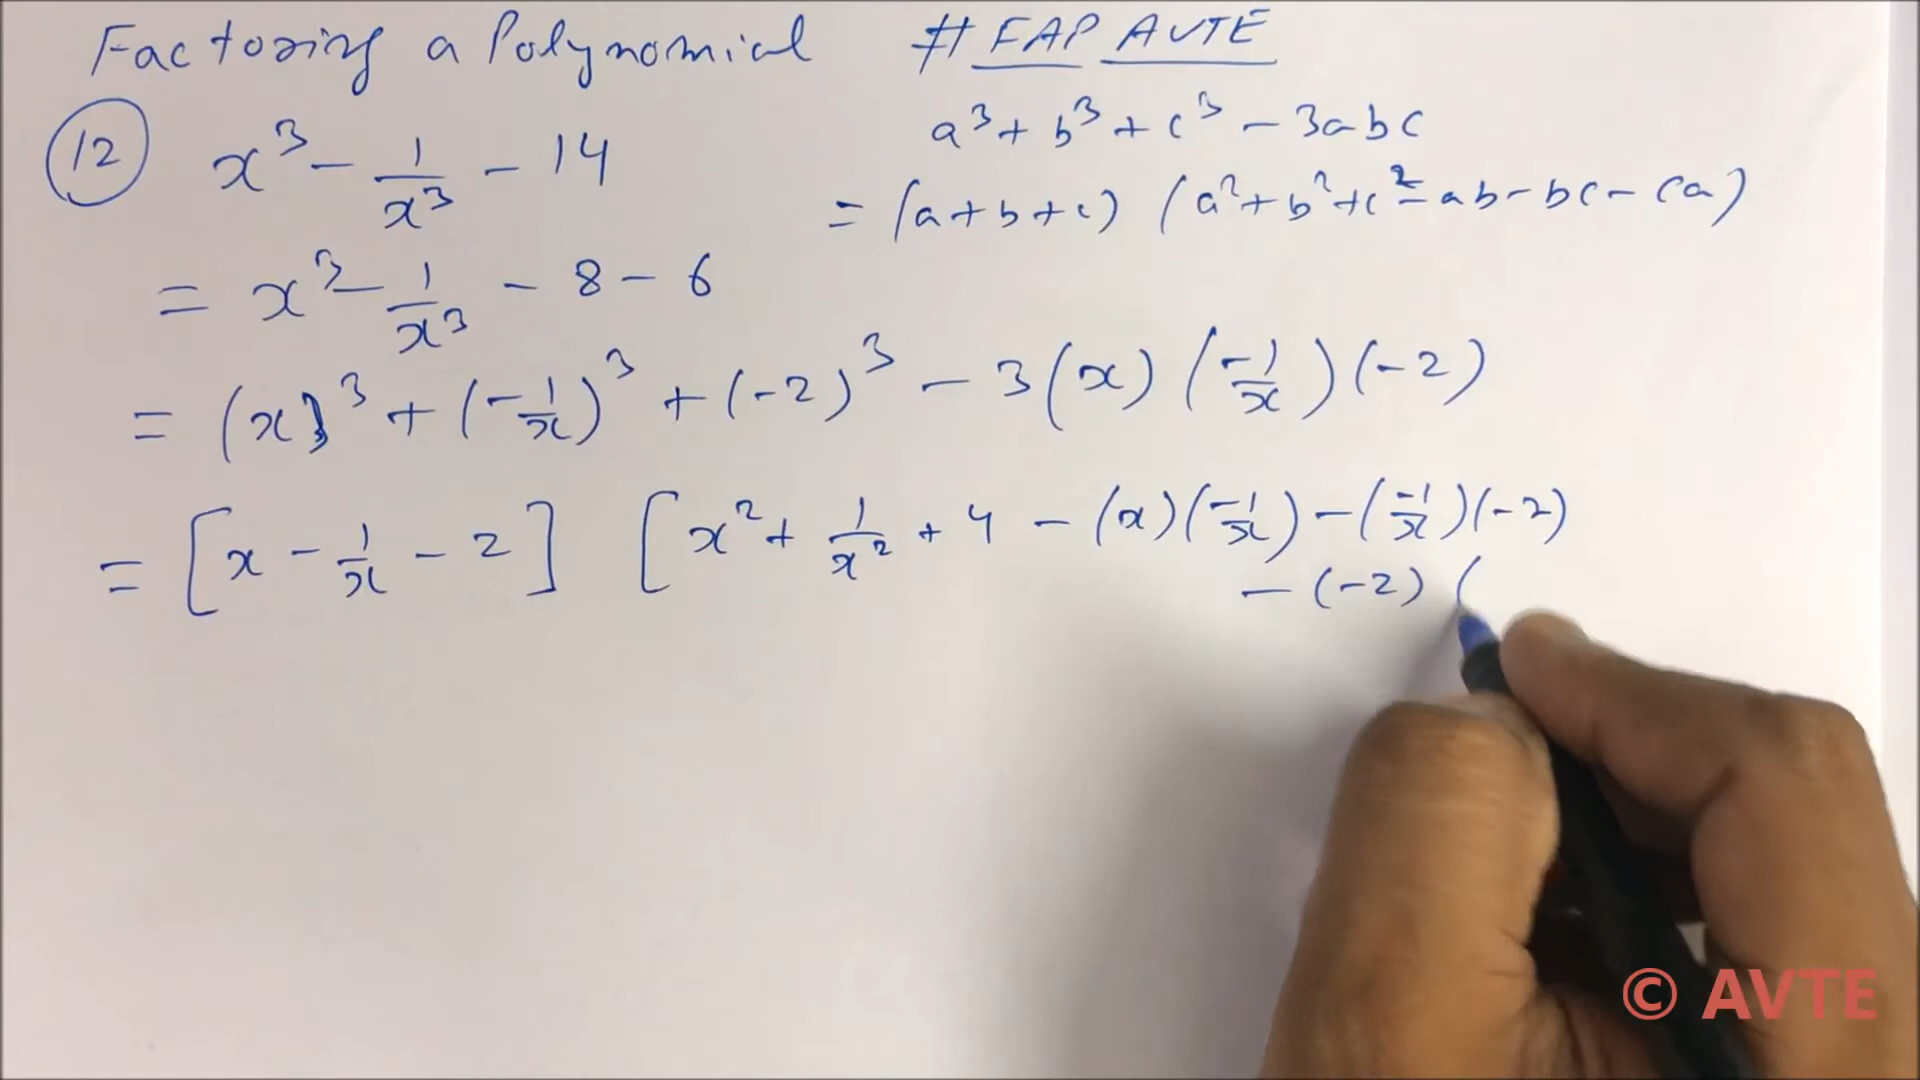 Factoring a Polynomial # FAP AVTE
12 x³ - 1/x³ - 14
a³ + b³ + c³ - 3abc
= (a+b+c) (a²+b²+c²-ab-bc-ca)
= x³ - 1/x³ - 8 - 6
= (x)³ + (-1/x)³ + (-2)³ - 3(x)(-1/x)(-2)
= [x - 1/x - 2] [x² + 1/x² + 4 - (x)(-1/x) - (-1/x)(-2)
- (-2) (
© AVTE